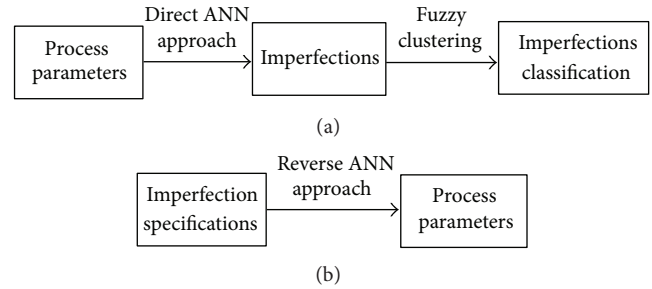 Direct ANN
approach
Fuzzy
clustering
Process
parameters
Imperfections
Imperfections
classification
(a)
Reverse ANN
approach
Imperfection
specifications
Process
parameters
(b)